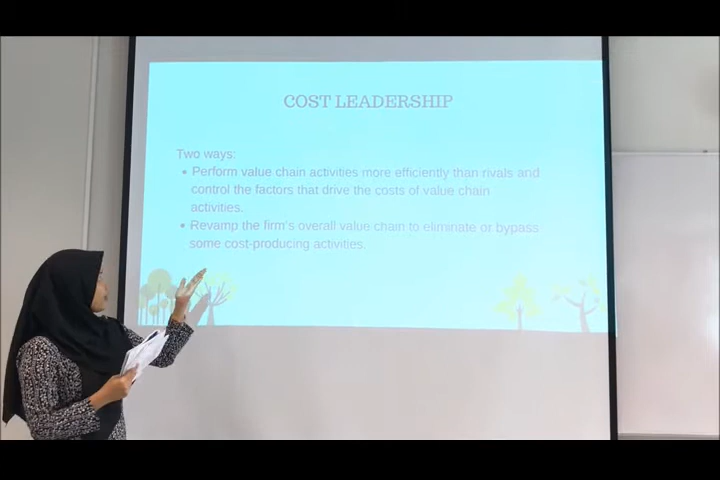 COST LEADERSHIP
Two ways:
• Perform value chain activities more efficiently than rivals and
control the factors that drive the costs of value chain
activities.
• Revamp the firm's overall value chain to eliminate or bypass
some cost-producing activities.